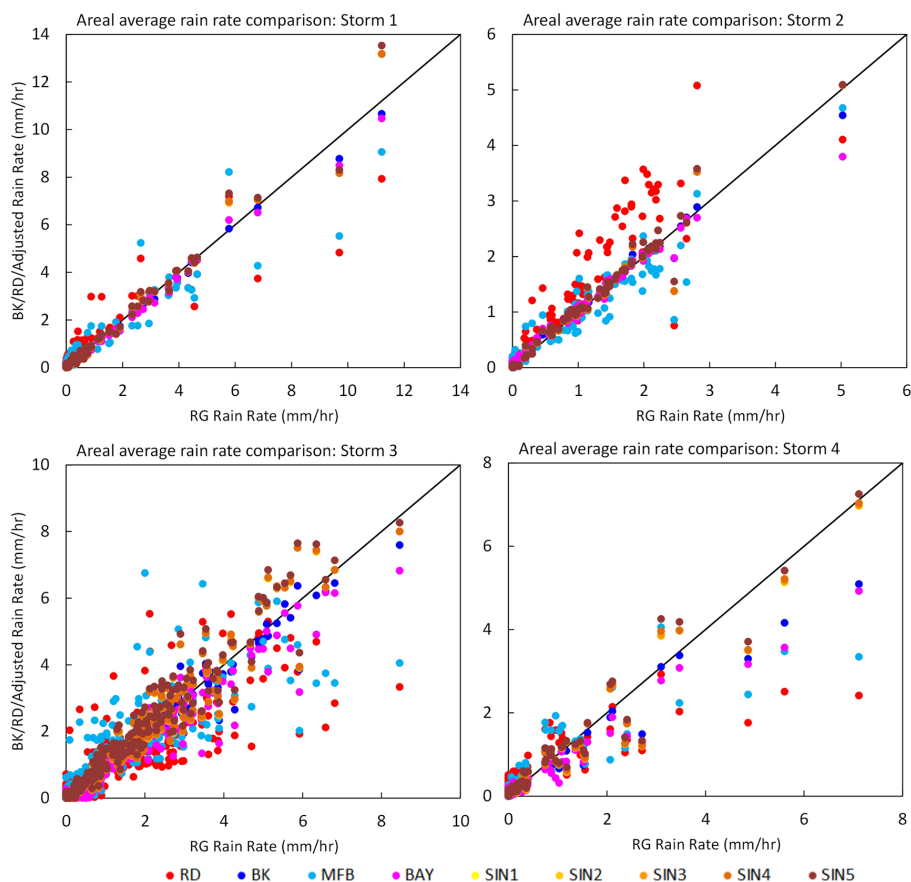 Areal average rain rate comparison: Storm 1
Areal average rain rate comparison: Storm 2
BK/RD/Adjusted Rain Rate (mm/hr)
14
12
10
8
6
4
2
0
0 2 4 6 8 10 12 14
RG Rain Rate (mm/hr)
6
5
4
3
2
1
0
0 1 2 3 4 5 6
RG Rain Rate (mm/hr)
Areal average rain rate comparison: Storm 3
Areal average rain rate comparison: Storm 4
BK/RD/Adjusted Rain Rate (mm/hr)
10
8
6
4
2
0
0 2 4 6 8 10
RG Rain Rate (mm/hr)
8
6
4
2
0
0 2 4 6 8
RG Rain Rate (mm/hr)
RD BK MFB BAY SIN1 SIN2 SIN3 SIN4 SIN5